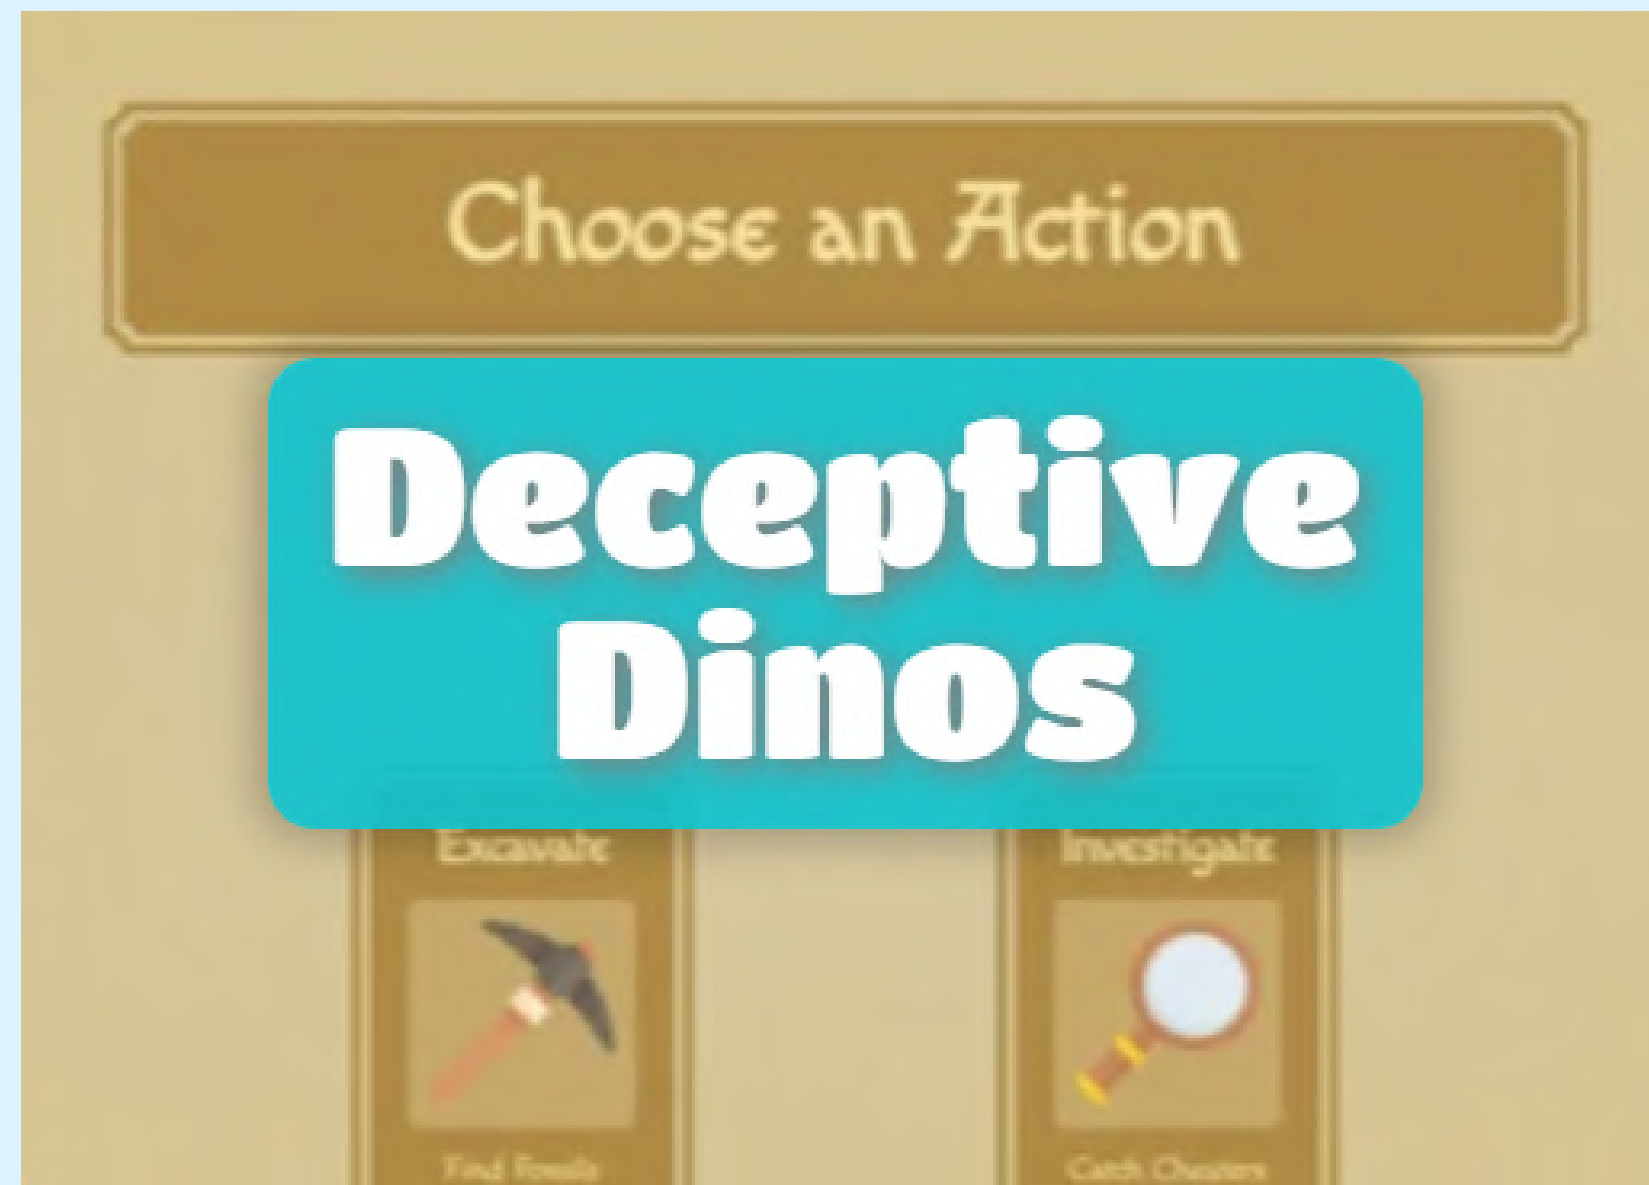 Choose an Action
Deceptive
Dinos
Excavate
Investigate
Find Fossils
Catch Cheaters